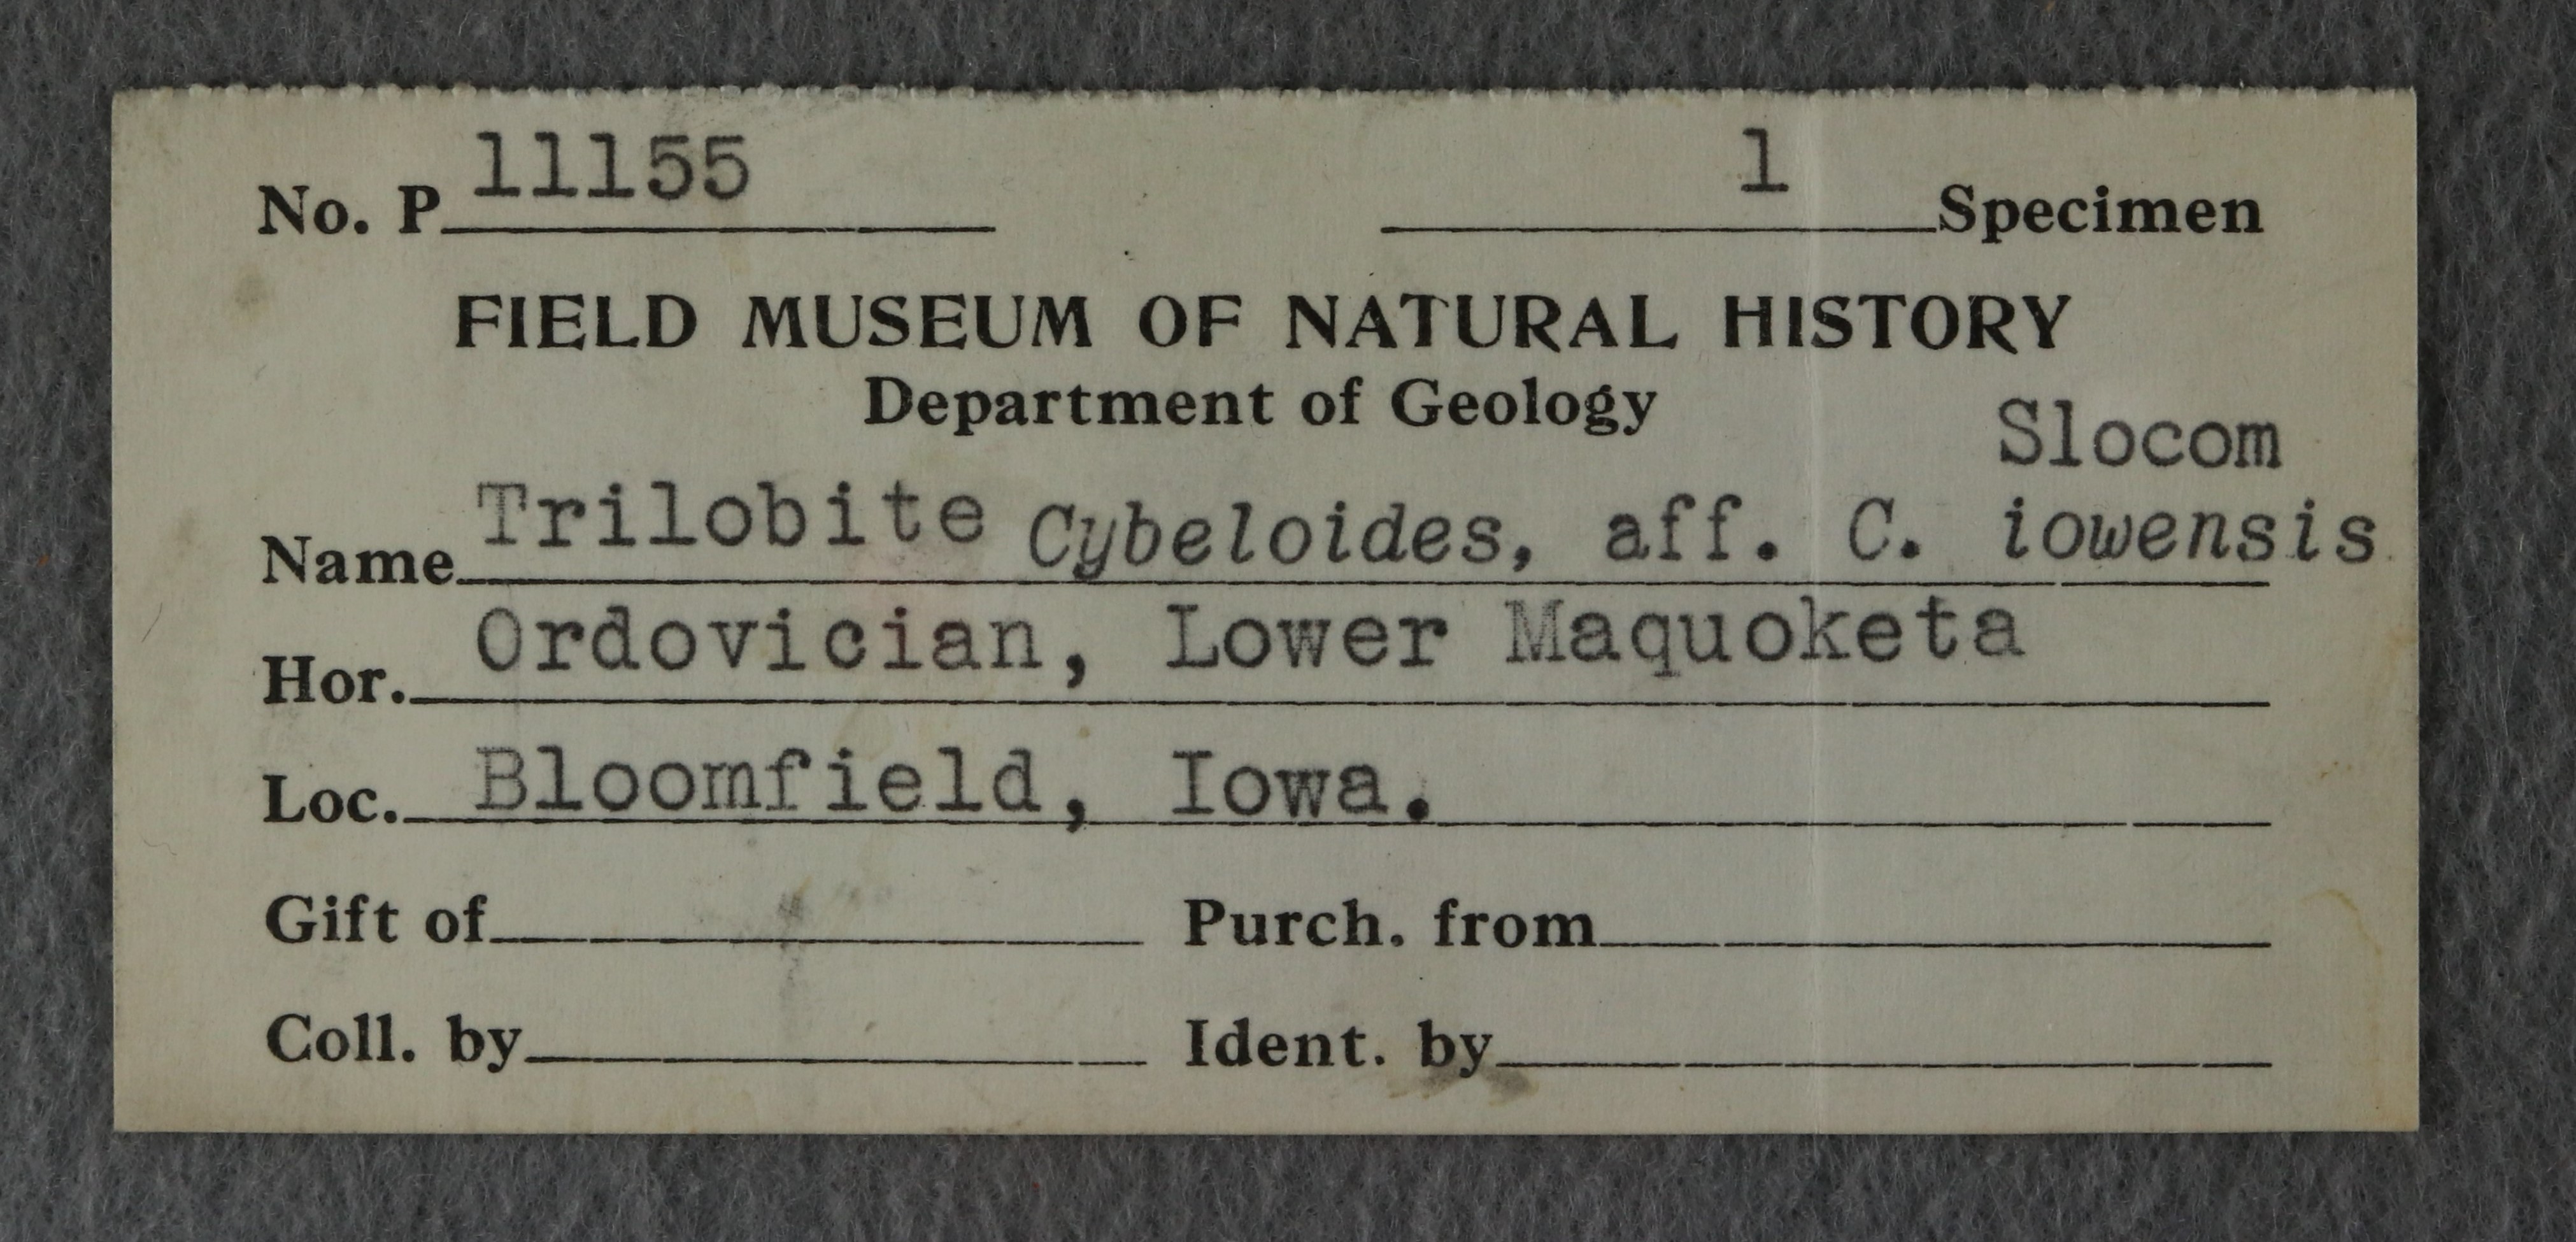 No. P 11155 1 Specimen
FIELD MUSEUM OF NATURAL HISTORY
Department of Geology
Slocom
Name Trilobite Cybeloides, aff. C. iowensis
Hor. Ordovician, Lower Maquoketa
Loc. Bloomfield, Iowa.
Gift of Purch. from
Coll. by Ident. by